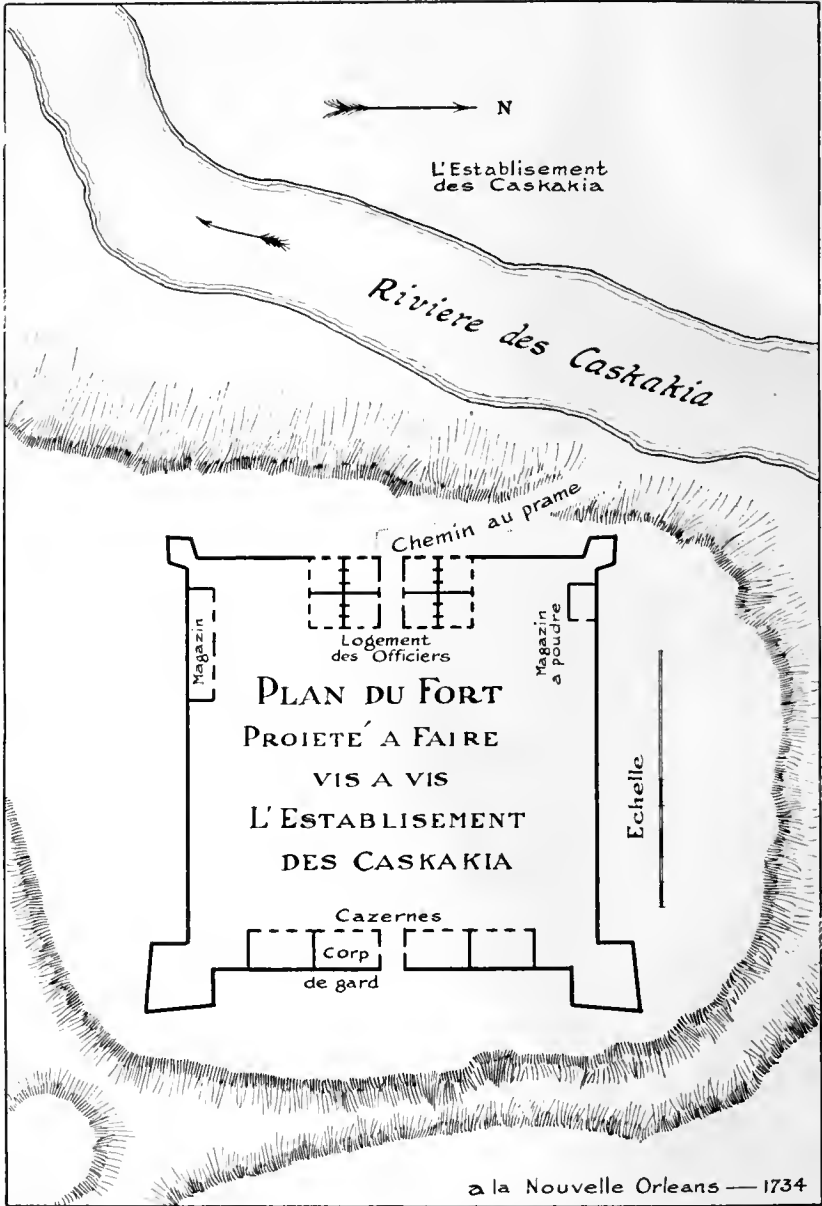 N
L'Establisement
des Caskakia
Riviere des Caskakia
Chemin au prame
Magazin
Logement
des Officiers
Magazin
a poudre
PLAN DU FORT
PROIETÉ A FAIRE
VIS A VIS
L'ESTABLISEMENT
DES CASKAKIA
Echelle
Cazernes
Corp
de gard
a la Nouvelle Orleans — 1734